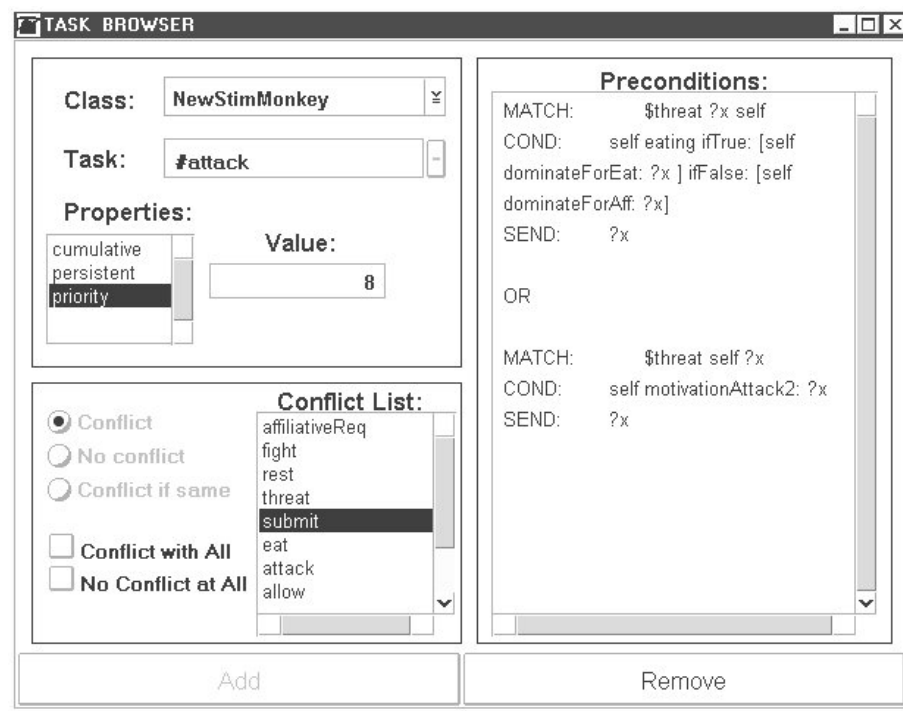 TASK BROWSER
Class:
NewStimMonkey
Task:
#attack
Properties:
cumulative
persistent
priority
Value:
8
Conflict
No conflict
Conflict if same
Conflict with All
No Conflict at All
Conflict List:
affiliativeReq
fight
rest
threat
submit
eat
attack
allow
Preconditions:
MATCH: $threat ?x self
COND: self eating ifTrue: [self
dominateForEat: ?x ] ifFalse: [self
dominateForAff: ?x]
SEND: ?x
OR
MATCH: $threat self ?x
COND: self motivationAttack2: ?x
SEND: ?x
Add
Remove